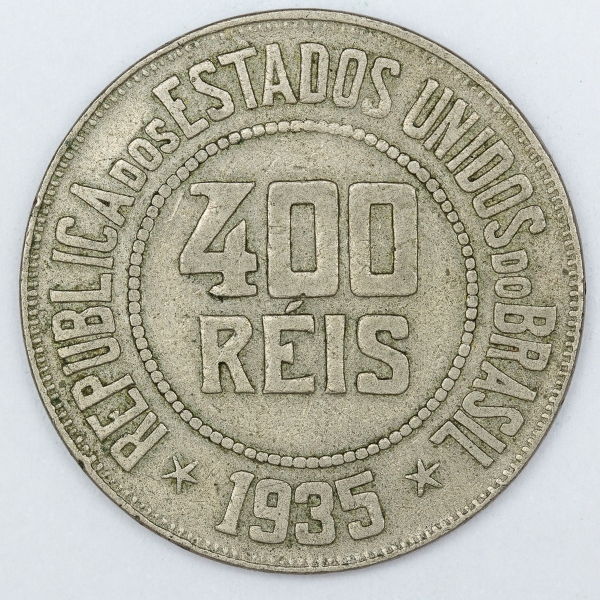 REPUBLICA DOS ESTADOS UNIDOS DO BRASIL
400
RÉIS
1935